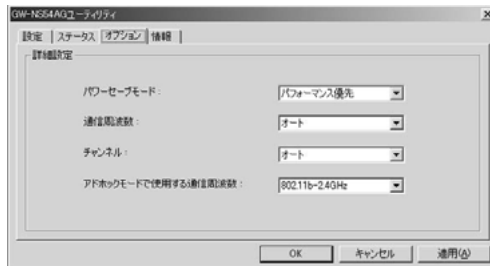 GW-NS54AGユーティリティ
設定 ステータス オプション 情報
詳細設定
パワーセーブモード: パフォーマンス優先
通信周波数: オート
チャンネル: オート
アドホックモードで使用する通信周波数: 802.11b-2.4GHz
OK キャンセル 適用(A)